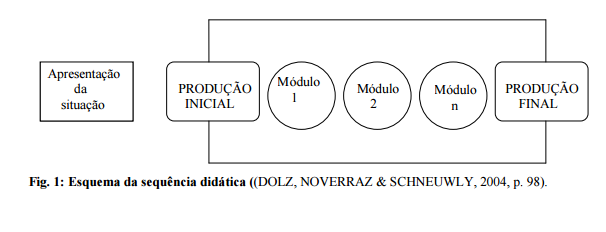 Apresentação
da
situação
PRODUÇÃO
INICIAL
Módulo
1
Módulo
2
Módulo
n
PRODUÇÃO
FINAL
Fig. 1: Esquema da sequência didática ((DOLZ, NOVERRAZ & SCHNEUWLY, 2004, p. 98).